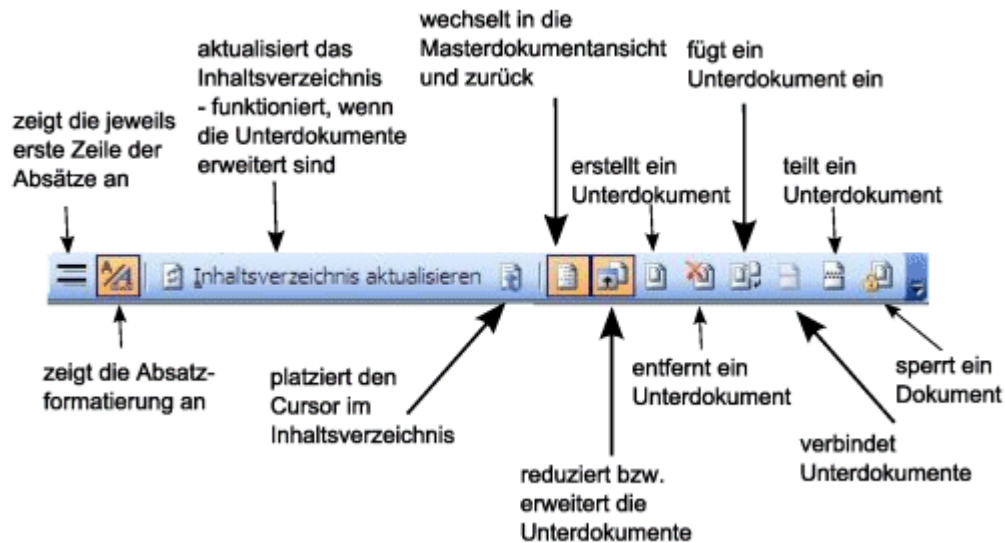 zeigt die jeweils
erste Zeile der
Absätze an
aktualisiert das
Inhaltsverzeichnis
- funktioniert, wenn
die Unterdokumente
erweitert sind
wechselt in die
Masterdokumentansicht
und zurück
erstellt ein
Unterdokument
fügt ein
Unterdokument ein
teilt ein
Unterdokument
Inhaltsverzeichnis aktualisieren
zeigt die Absatz-
formatierung an
platziert den
Cursor im
Inhaltsverzeichnis
reduziert bzw.
erweitert die
Unterdokumente
entfernt ein
Unterdokument
verbindet
Unterdokumente
sperrt ein
Dokument